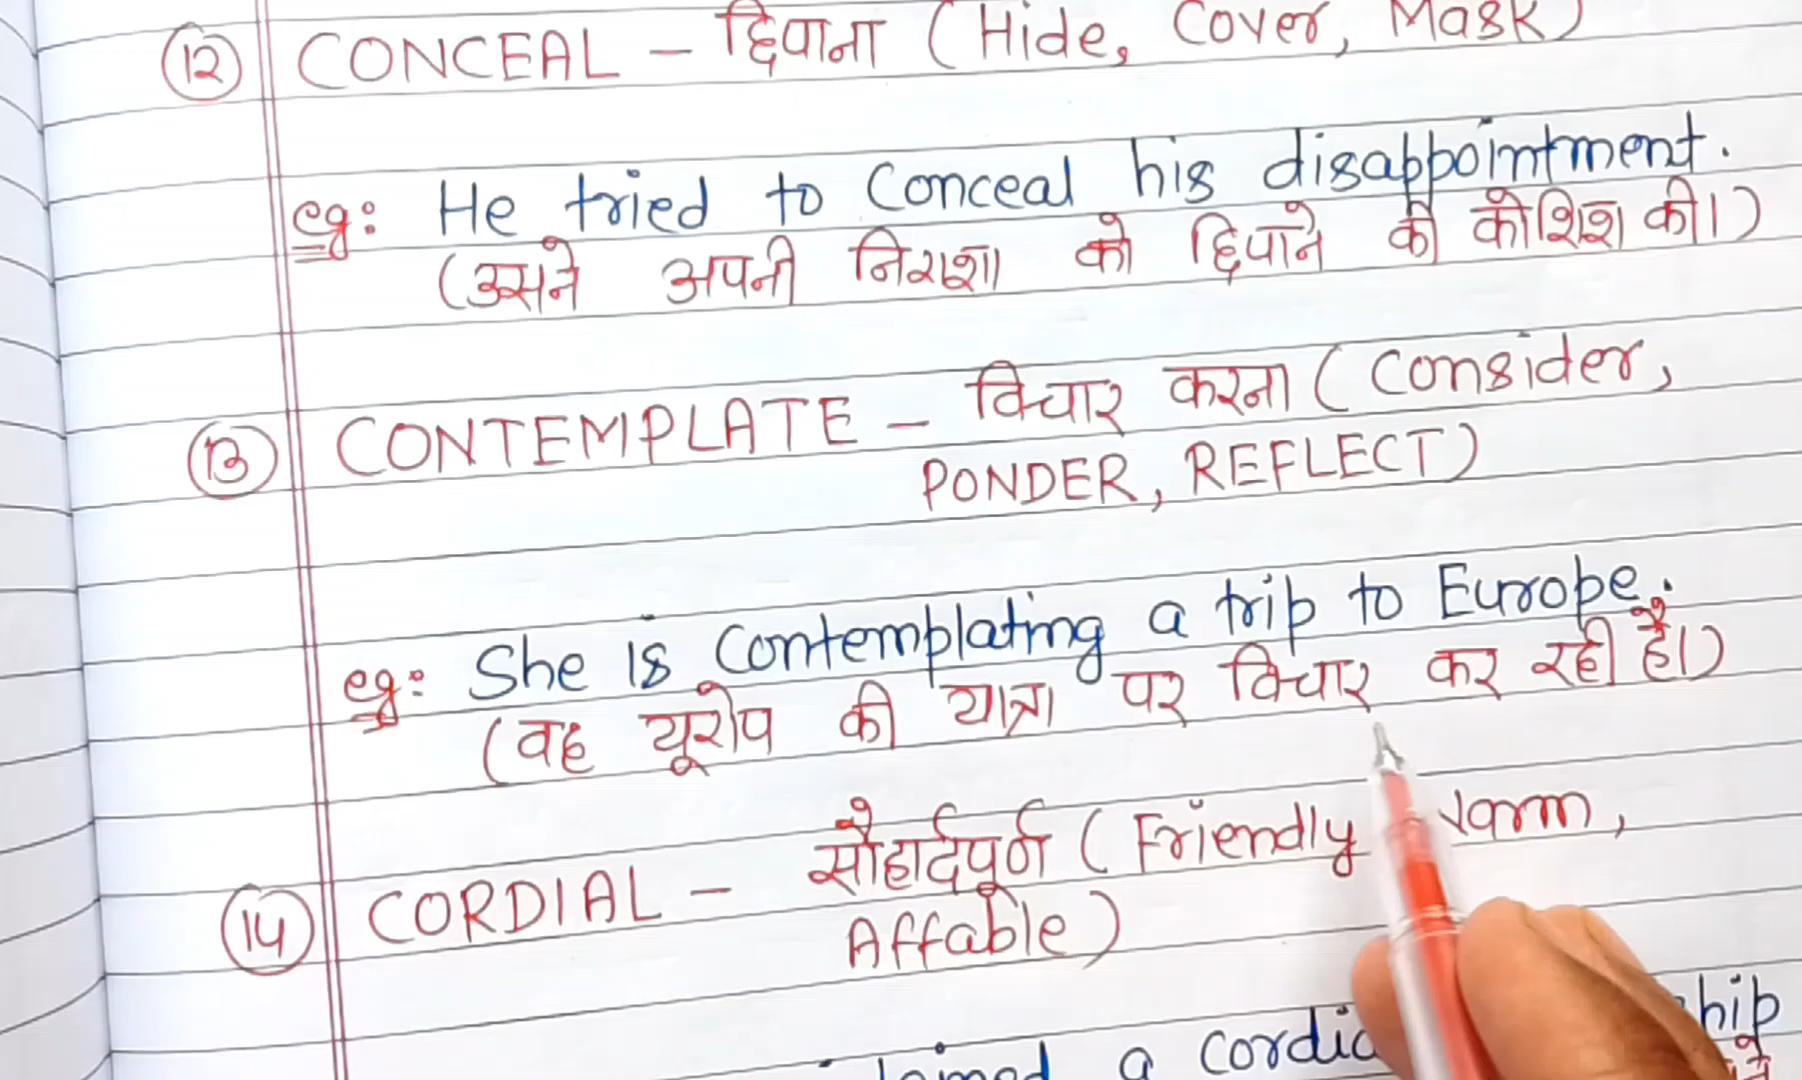 12 CONCEAL – छिपाना (Hide, Cover, Mask)
eg: He tried to Conceal his disappointment.
(उसने अपनी निराशा को छिपाने की कोशिश की।)
13 CONTEMPLATE – विचार करना (Consider,
PONDER, REFLECT)
eg: She is Contemplating a trip to Europe.
(वह यूरोप की यात्रा पर विचार कर रही है।)
14 CORDIAL – सौहार्दपूर्ण (Friendly Warm,
Affable)
a cordia hip